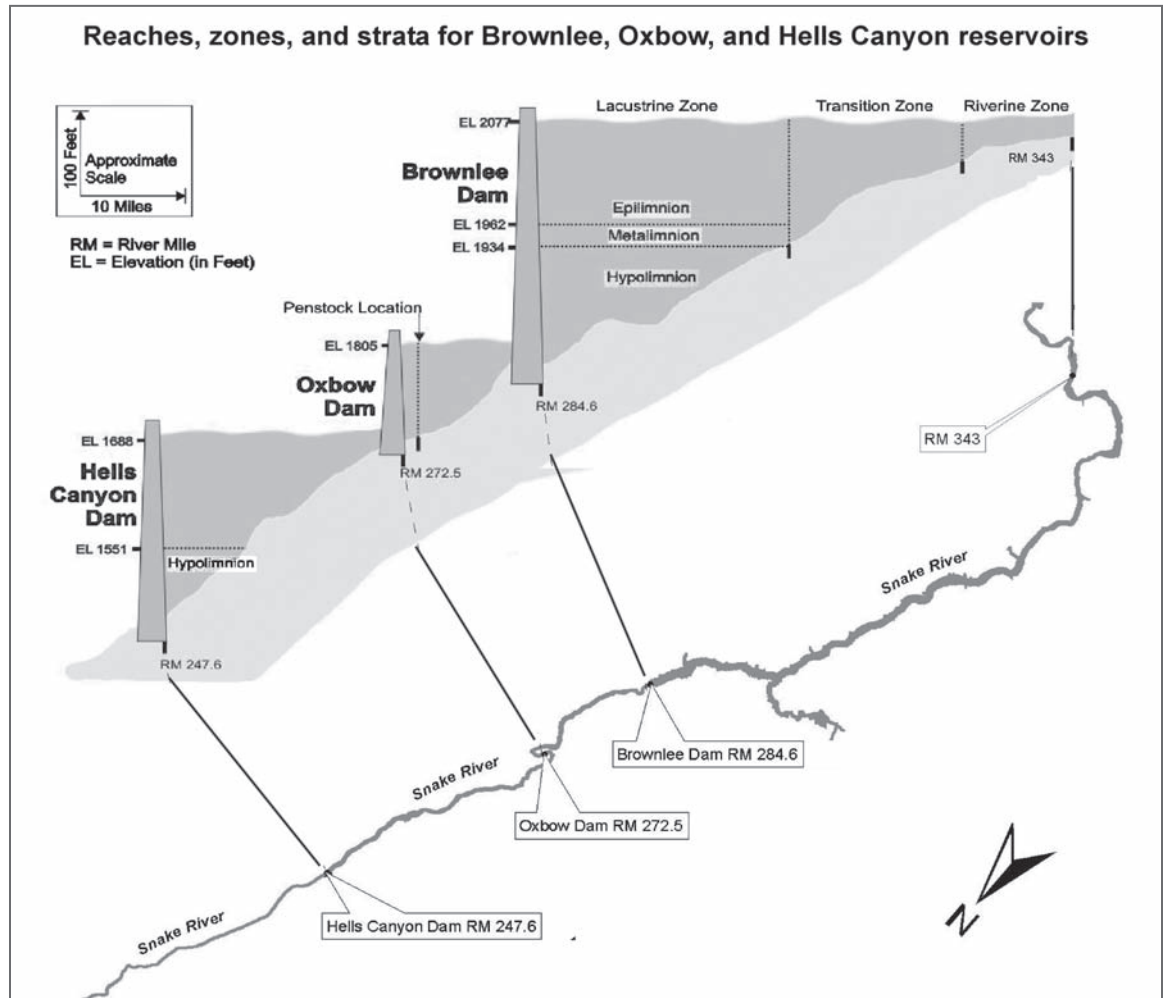 Reaches, zones, and strata for Brownlee, Oxbow, and Hells Canyon reservoirs
100 Feet
Approximate
Scale
10 Miles
RM = River Mile
EL = Elevation (in Feet)
Lacustrine Zone
Transition Zone
Riverine Zone
EL 2077
RM 343
Brownlee
Dam
Epilimnion
EL 1962
Metalimnion
EL 1934
Hypolimnion
Penstock Location
EL 1805
Oxbow
Dam
RM 284.6
EL 1688
RM 272.5
Hells
Canyon
Dam
EL 1551
Hypolimnion
RM 247.6
RM 343
Snake River
Brownlee Dam RM 284.6
Snake River
Oxbow Dam RM 272.5
Hells Canyon Dam RM 247.6
Snake River
N